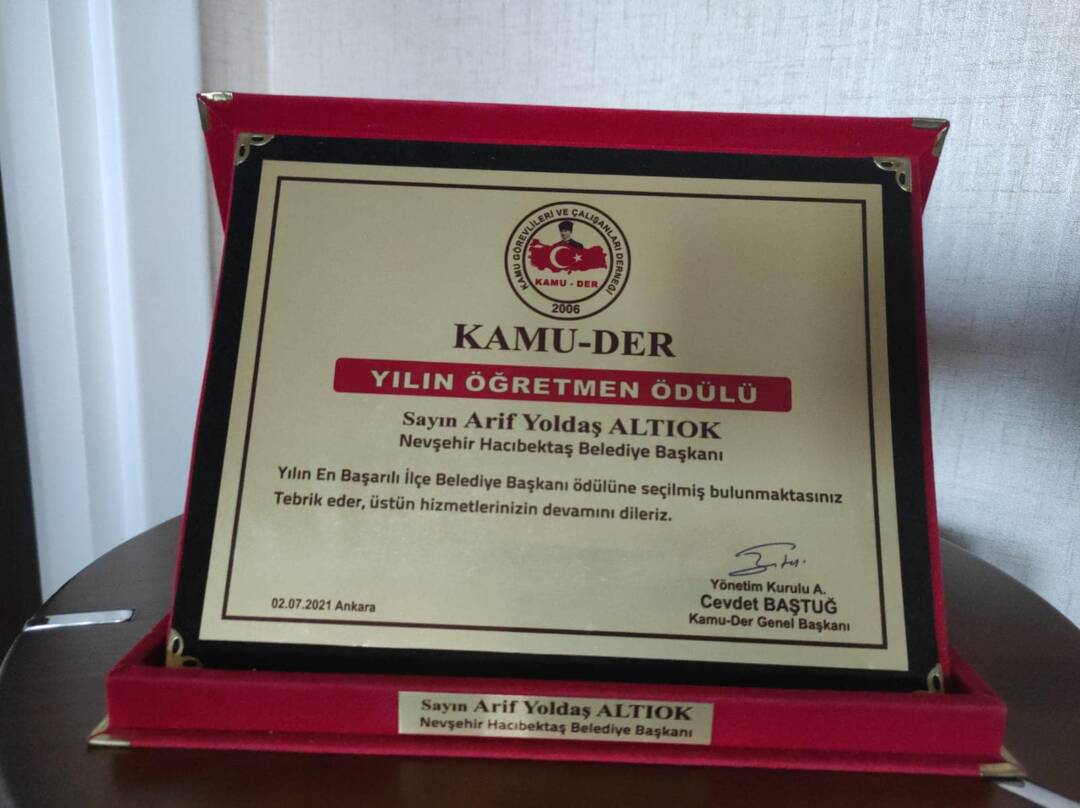 KAMU GÖREVLİLERİ VE ÇALIŞANLARI DERNEĞİ
KAMU - DER
2006
KAMU-DER
YILIN ÖĞRETMEN ÖDÜLÜ
Sayın Arif Yoldaş ALTIOK
Nevşehir Hacıbektaş Belediye Başkanı
Yılın En Başarılı İlçe Belediye Başkanı ödülüne seçilmiş bulunmaktasınız
Tebrik eder, üstün hizmetlerinizin devamını dileriz.
Yönetim Kurulu A.
Cevdet BAŞTUĞ
Kamu-Der Genel Başkanı
02.07.2021 Ankara
Sayın Arif Yoldaş ALTIOK
Nevşehir Hacıbektaş Belediye Başkanı